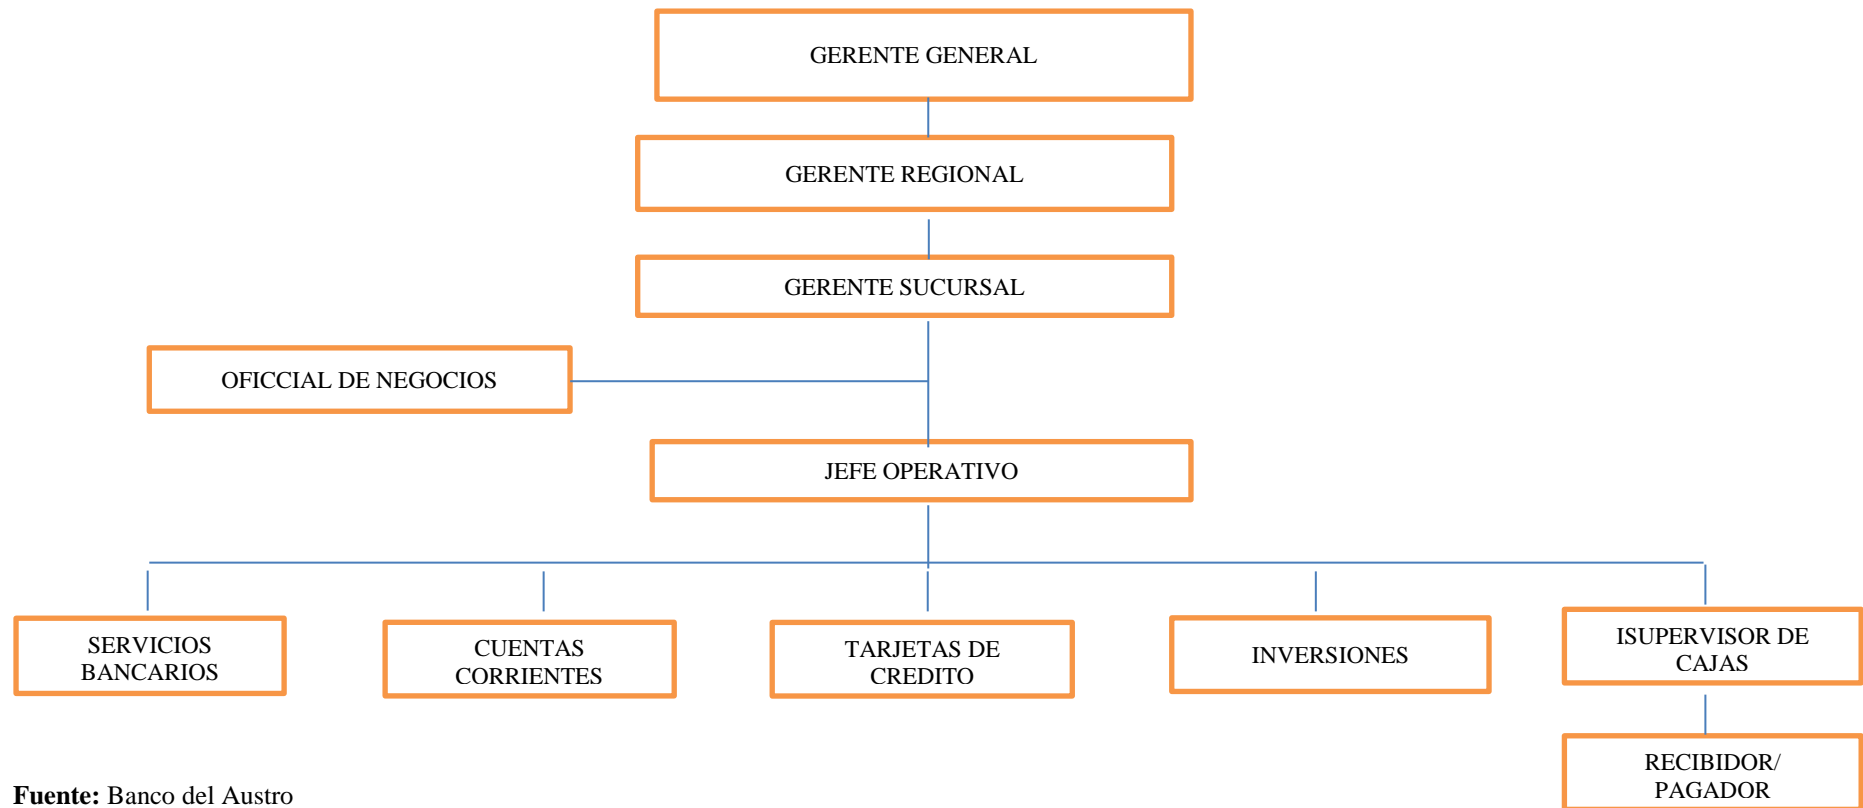 GERENTE GENERAL
GERENTE REGIONAL
GERENTE SUCURSAL
OFICCIAL DE NEGOCIOS
JEFE OPERATIVO
SERVICIOS
BANCARIOS
CUENTAS
CORRIENTES
TARJETAS DE
CREDITO
INVERSIONES
ISUPERVISOR DE
CAJAS
RECIBIDOR/
PAGADOR
Fuente: Banco del Austro